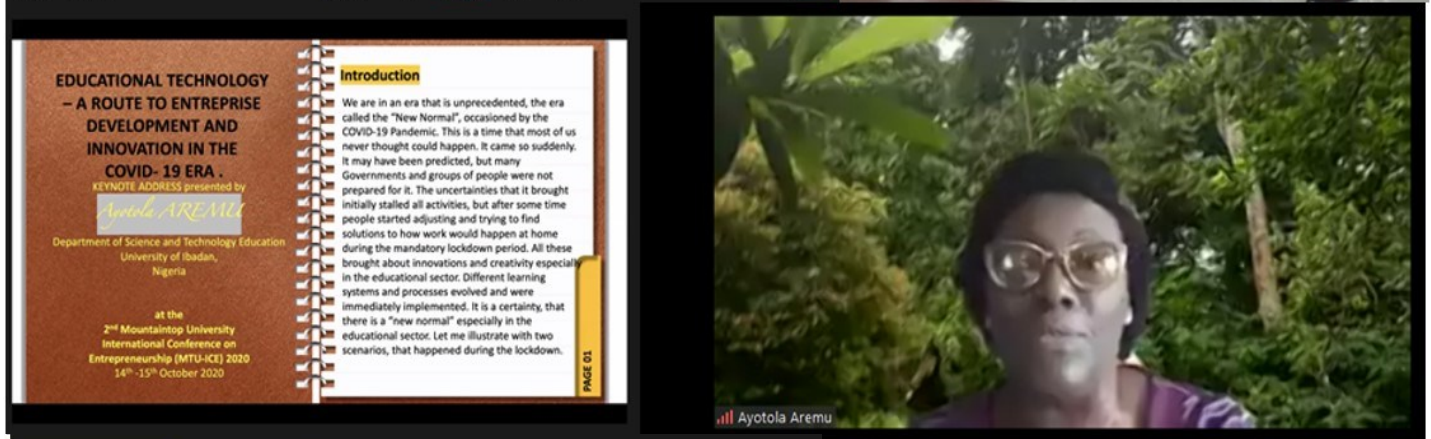 EDUCATIONAL TECHNOLOGY
– A ROUTE TO ENTREPRISE
DEVELOPMENT AND
INNOVATION IN THE
COVID- 19 ERA .
KEYNOTE ADDRESS presented by
Ayotola AREMU
Department of Science and Technology Education
University of Ibadan,
Nigeria
at the
2nd Mountaintop University
International Conference on
Entrepreneurship (MTU-ICE) 2020
14th -15th October 2020
Introduction
We are in an era that is unprecedented, the era
called the “New Normal”, occasioned by the
COVID-19 Pandemic. This is a time that most of us
never thought could happen. It came so suddenly.
It may have been predicted, but many
Governments and groups of people were not
prepared for it. The uncertainties that it brought
initially stalled all activities, but after some time
people started adjusting and trying to find
solutions to how work would happen at home
during the mandatory lockdown period. All these
brought about innovations and creativity especially
in the educational sector. Different learning
systems and processes evolved and were
immediately implemented. It is a certainty, that
there is a “new normal” especially in the
educational sector. Let me illustrate with two
scenarios, that happened during the lockdown.
PAGE 01
Ayotola Aremu